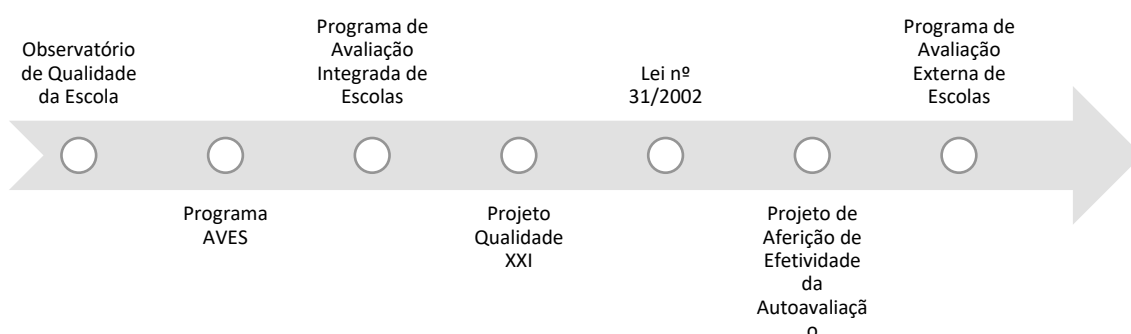 Observatório
de Qualidade
da Escola
Programa
AVES
Programa de
Avaliação
Integrada de
Escolas
Projeto
Qualidade
XXI
Lei nº
31/2002
Projeto de
Aferição de
Efetividade
da
Autoavaliaçã
o
Programa de
Avaliação
Externa de
Escolas